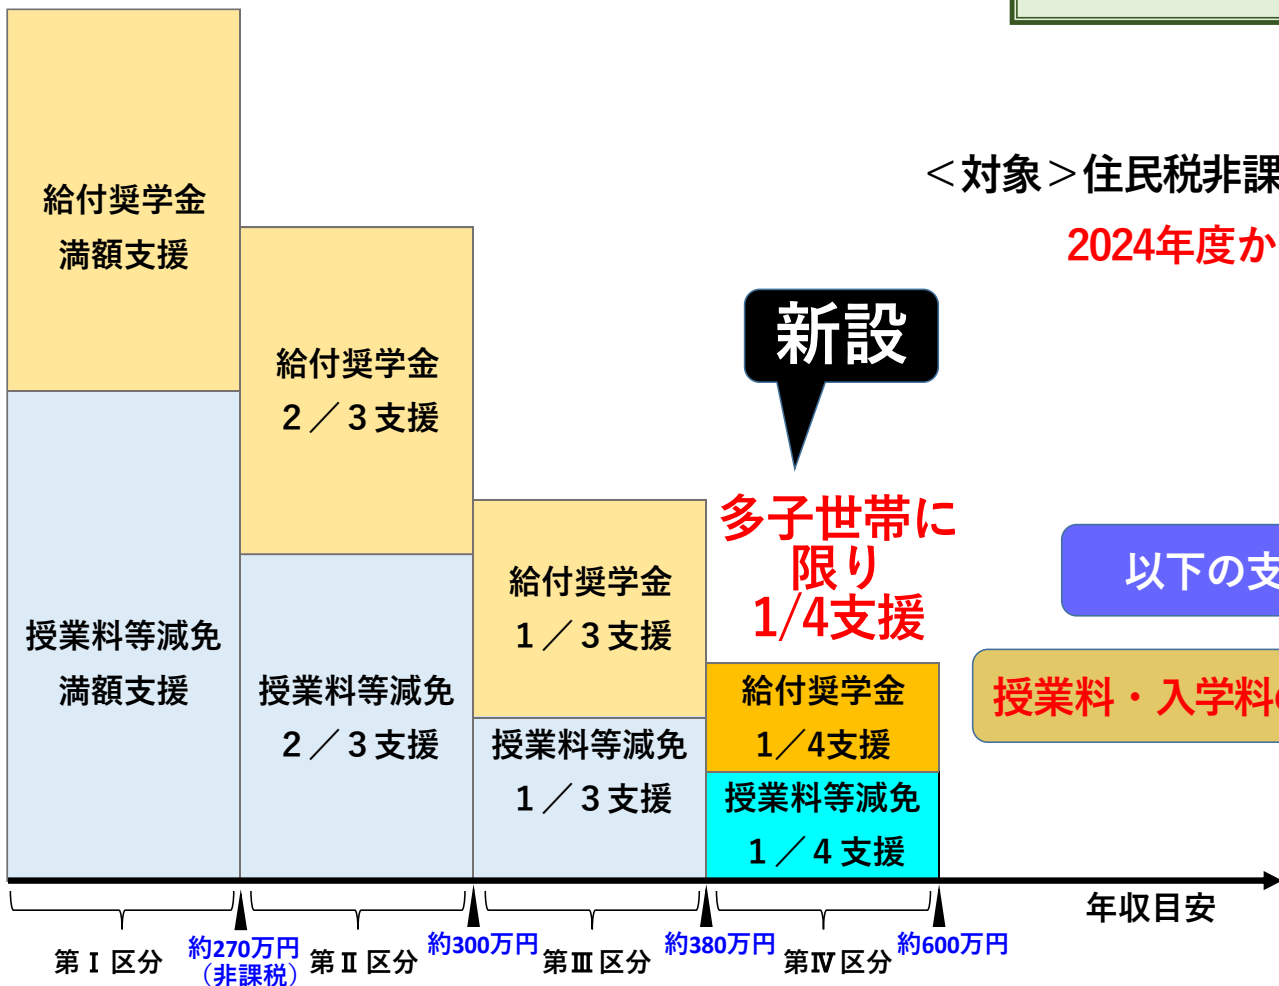 給付奨学金
満額支援
授業料等減免
満額支援
給付奨学金
２／３支援
授業料等減免
２／３支援
給付奨学金
１／３支援
授業料等減免
１／３支援
新設
多子世帯に
限り
1/4支援
給付奨学金
1／4支援
授業料等減免
１／４支援
＜対象＞住民税非課
2024年度か
以下の支
授業料・入学料
年収目安
第Ⅰ区分
約270万円
（非課税）
第Ⅱ区分
約300万円
第Ⅲ区分
約380万円
第Ⅳ区分
約600万円